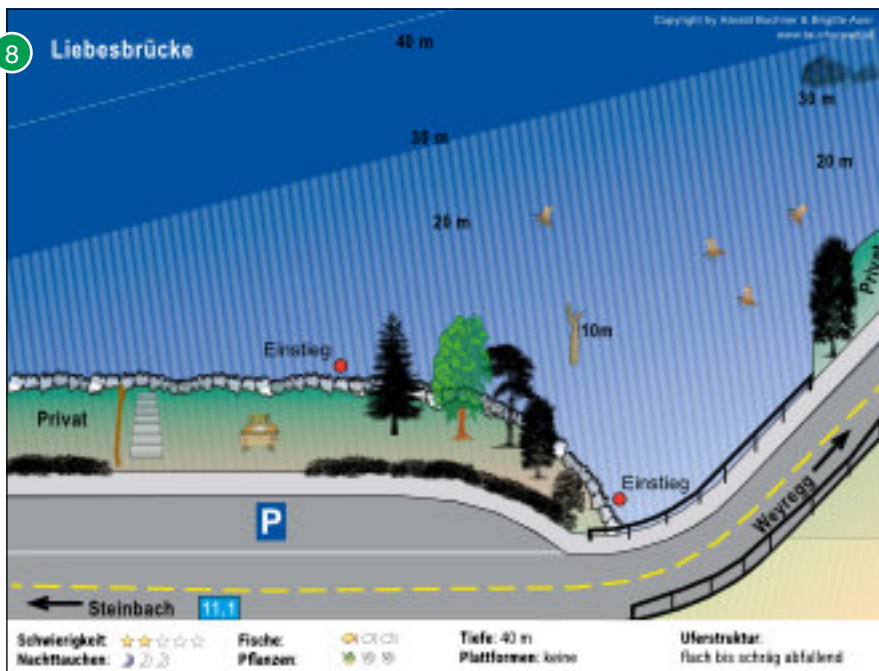 8
Liebesbrücke
40 m
30 m
30 m
20 m
20 m
10m
Einstieg
Privat
Privat
Einstieg
P
Weyregg
Steinbach 11,1
Schwierigkeit:
Nachttauchen:
Fische:
Pflanzen:
Tiefe: 40 m
Plattformen: keine
Uferstruktur:
flach bis schräg abfallend